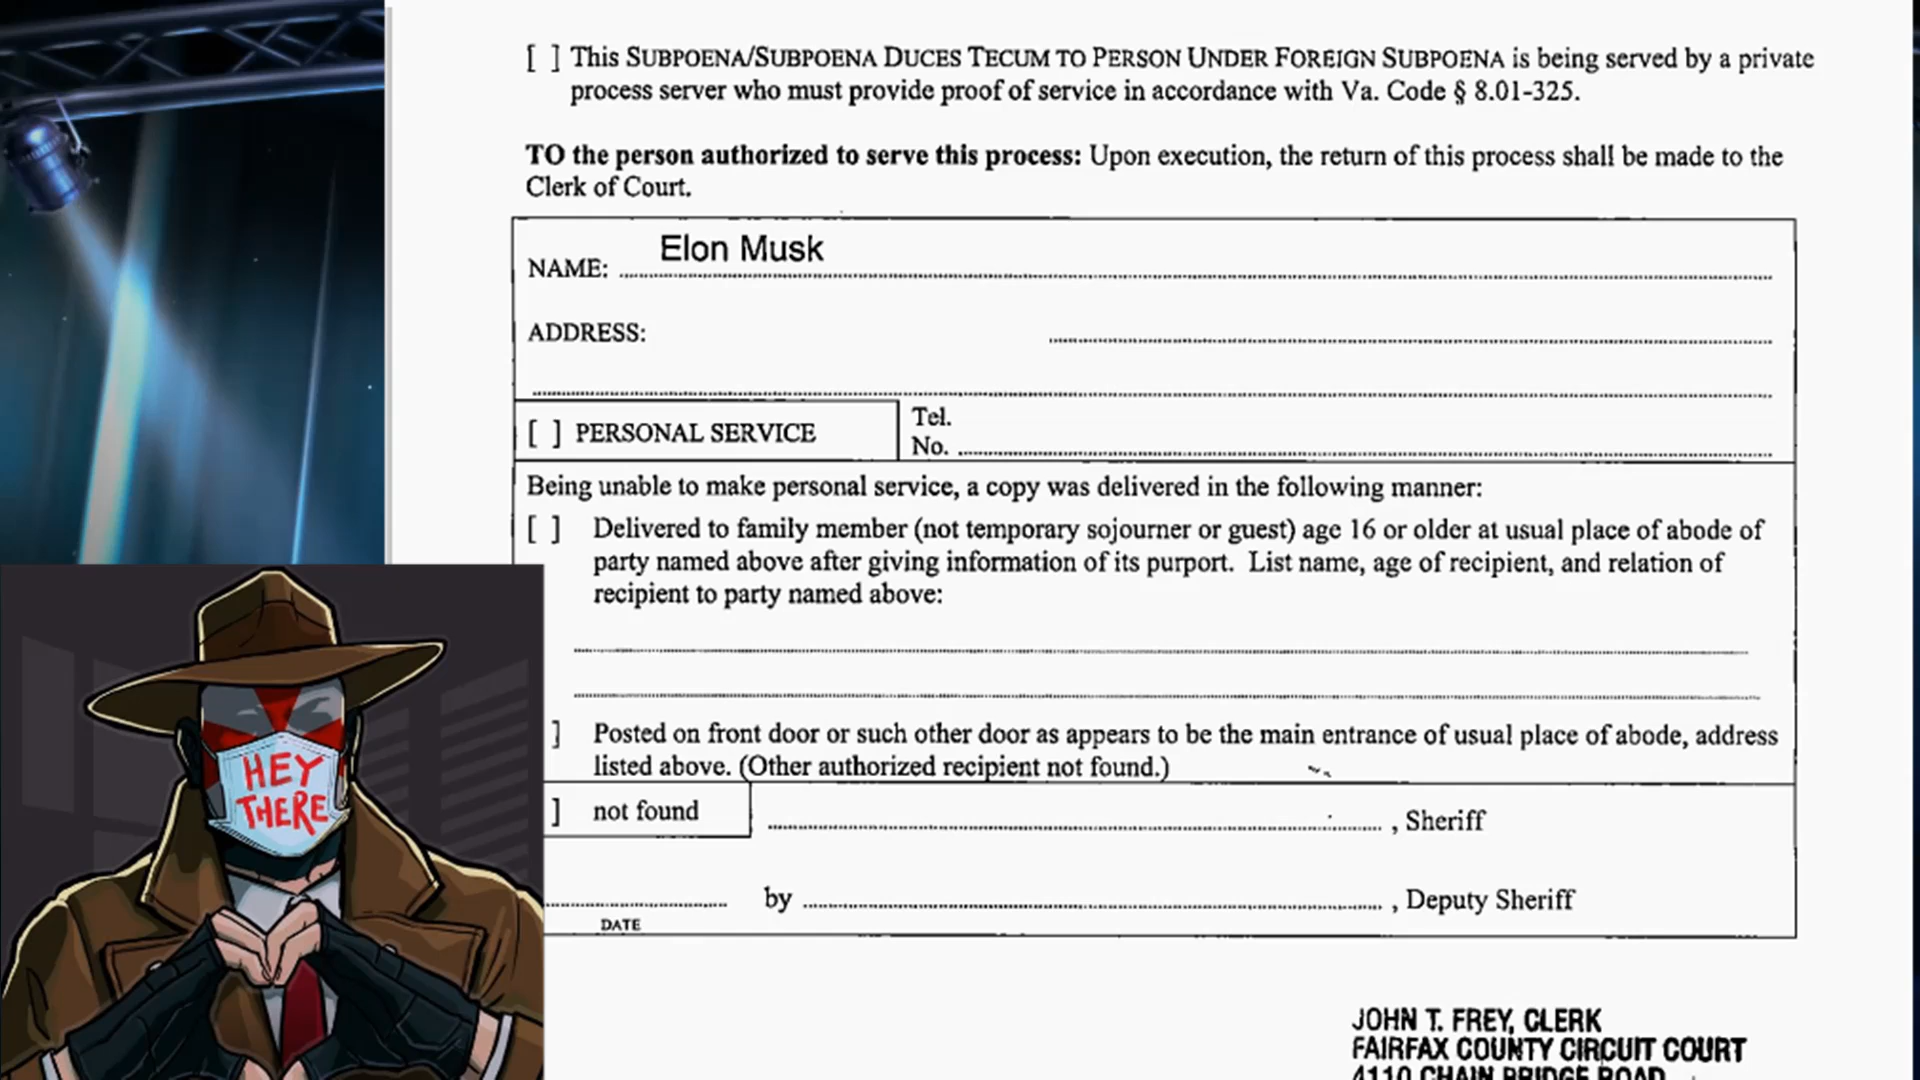 [ ] This SUBPOENA/SUBPOENA DUCES TECUM TO PERSON UNDER FOREIGN SUBPOENA is being served by a private
process server who must provide proof of service in accordance with Va. Code § 8.01-325.
TO the person authorized to serve this process: Upon execution, the return of this process shall be made to the
Clerk of Court.
NAME: Elon Musk
ADDRESS:
[ ] PERSONAL SERVICE
Tel.
No.
Being unable to make personal service, a copy was delivered in the following manner:
[ ] Delivered to family member (not temporary sojourner or guest) age 16 or older at usual place of abode of
party named above after giving information of its purport. List name, age of recipient, and relation of
recipient to party named above:
] Posted on front door or such other door as appears to be the main entrance of usual place of abode, address
listed above. (Other authorized recipient not found.)
] not found
, Sheriff
by , Deputy Sheriff
DATE
HEY
THERE
JOHN T. FREY, CLERK
FAIRFAX COUNTY CIRCUIT COURT
4110 CHAIN BRIDGE ROAD